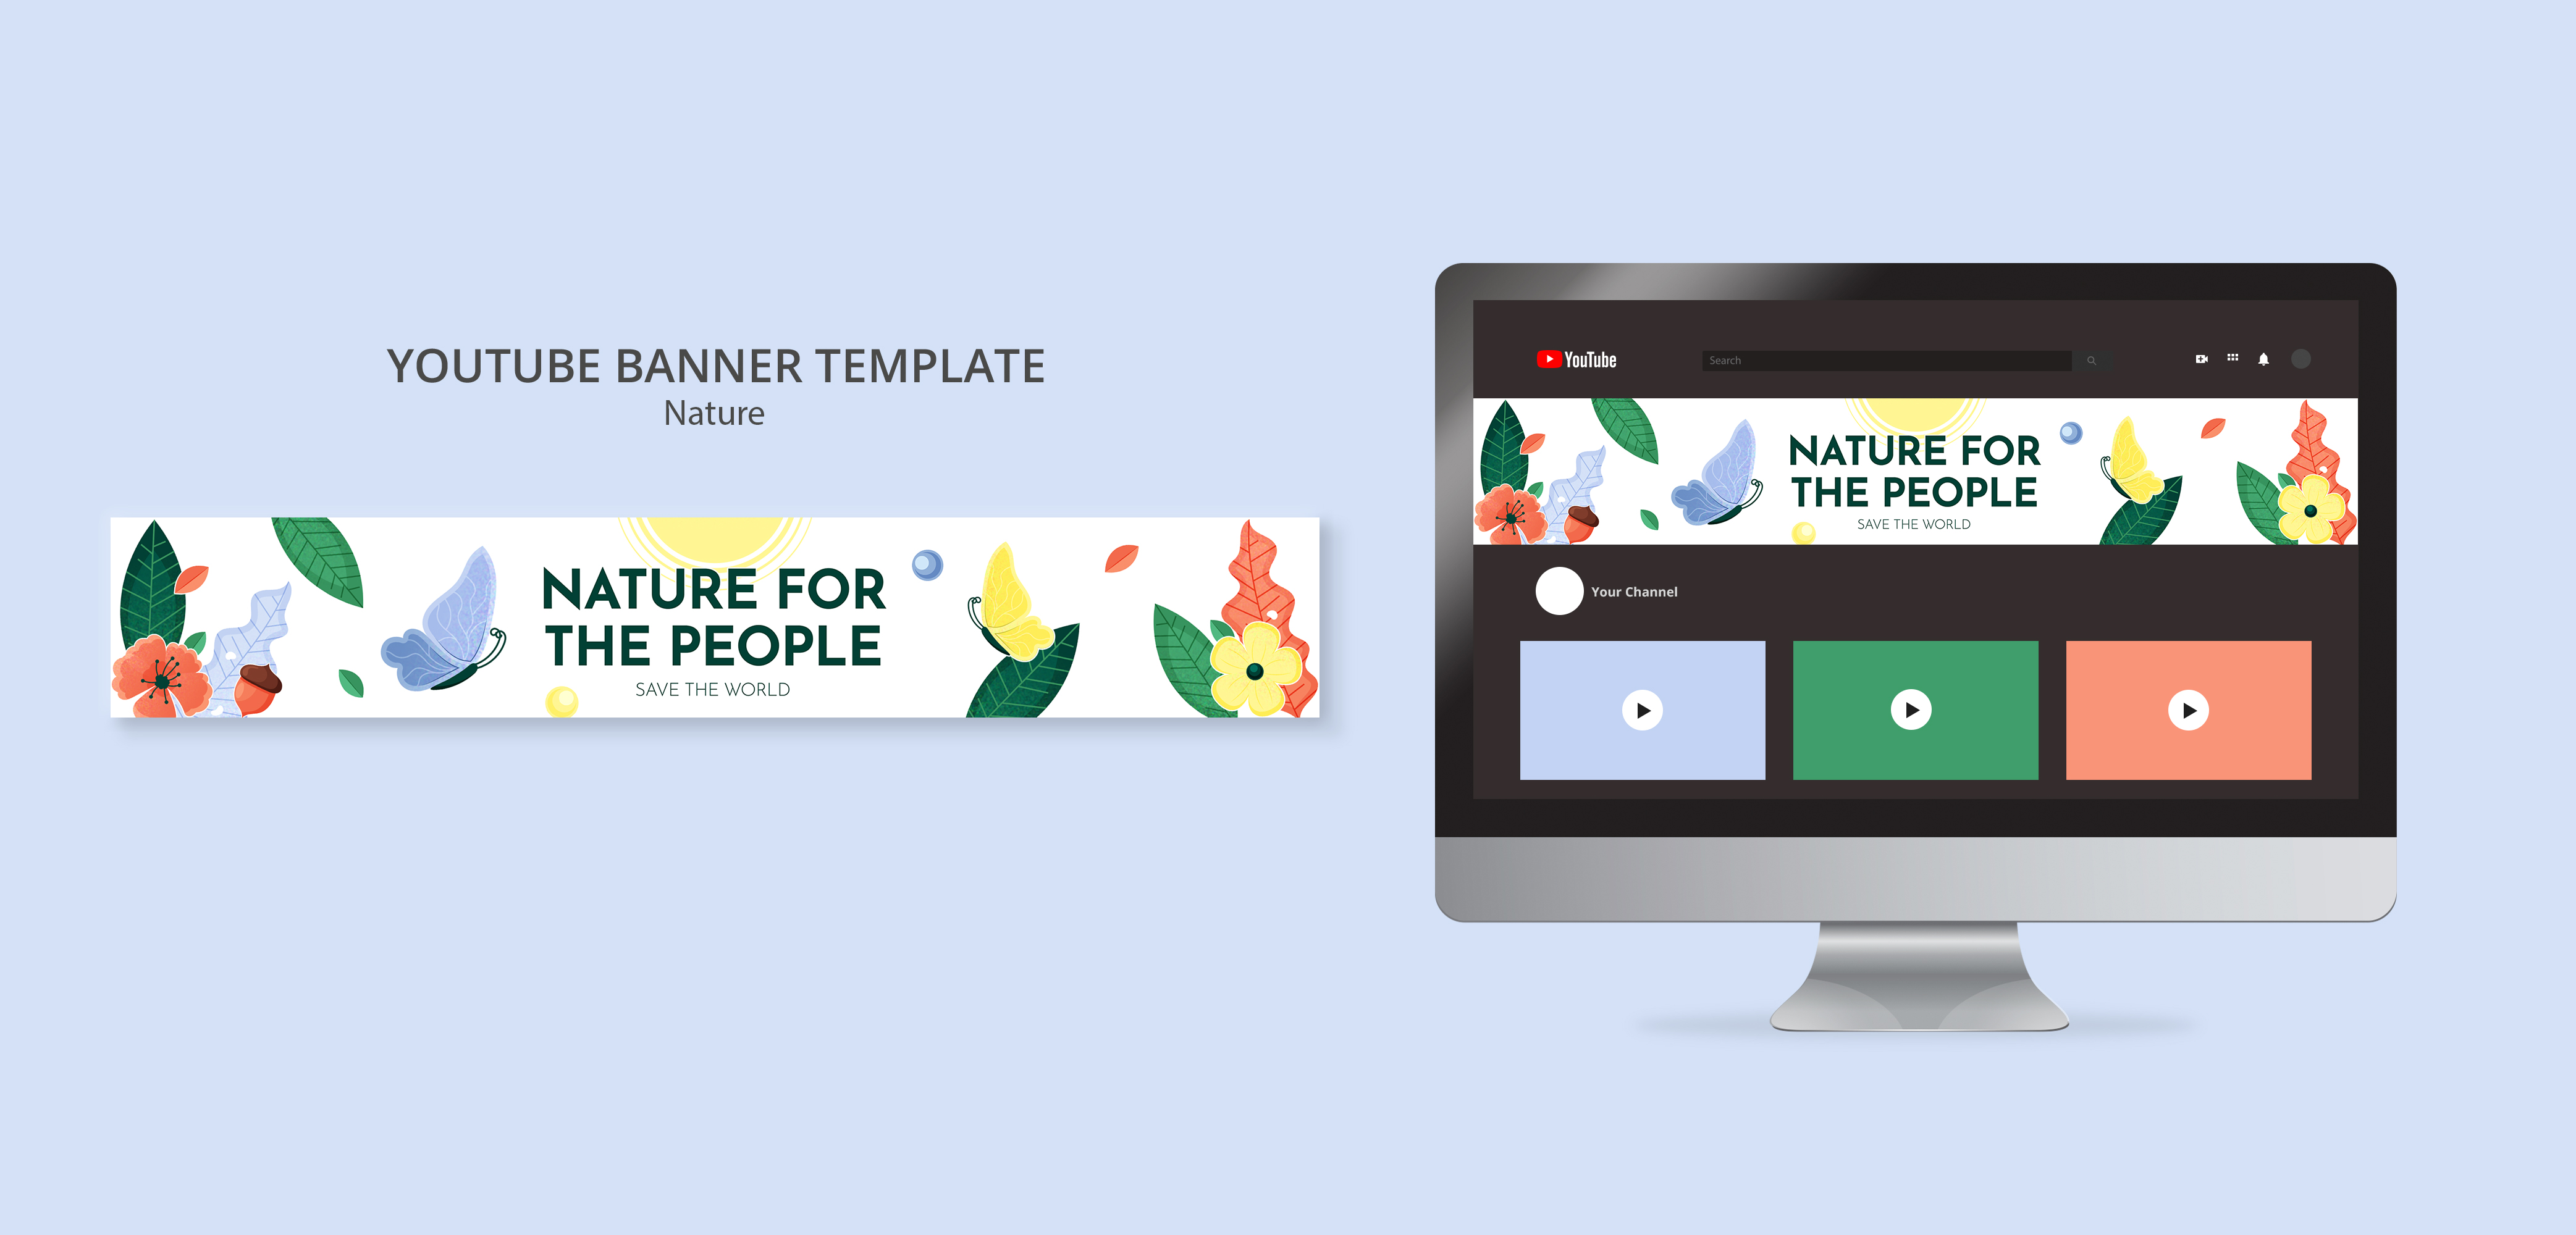 YOUTUBE BANNER TEMPLATE
Nature
NATURE FOR
THE PEOPLE
SAVE THE WORLD
YouTube
Search
NATURE FOR
THE PEOPLE
SAVE THE WORLD
Your Channel